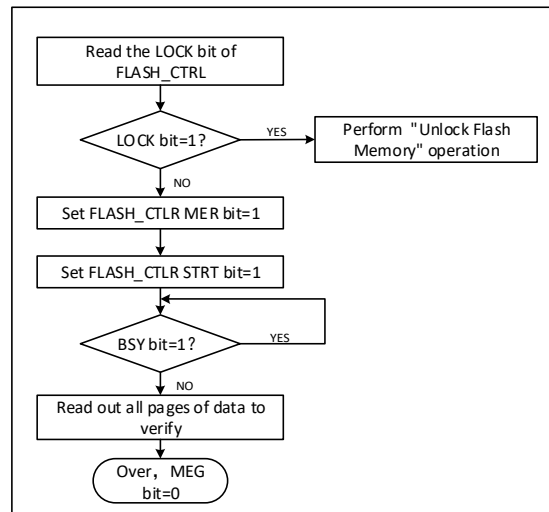 Read the LOCK bit of
FLASH_CTRL
LOCK bit=1?
YES
Perform "Unlock Flash
Memory" operation
NO
Set FLASH_CTLR MER bit=1
Set FLASH_CTLR STRT bit=1
BSY bit=1?
YES
NO
Read out all pages of data to
verify
Over, MEG
bit=0